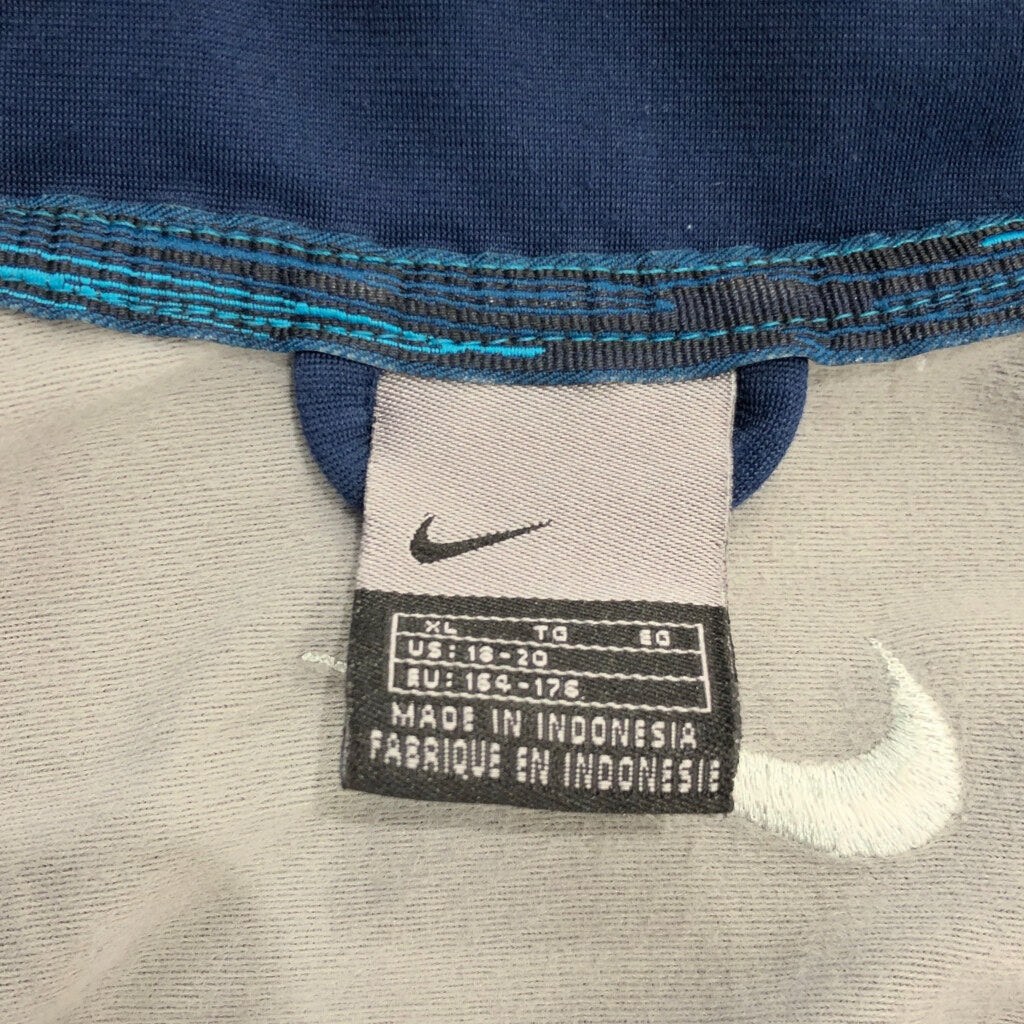 XL TG EG
US: 18-20
EU: 164-176
MADE IN INDONESIA
FABRIQUE EN INDONESIE